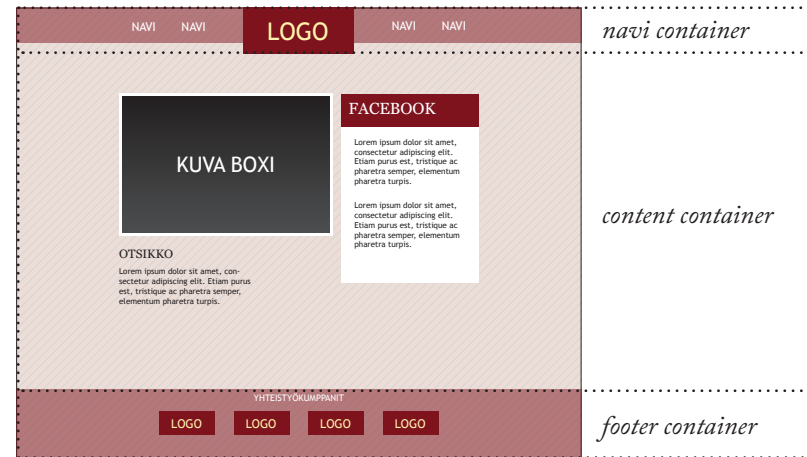 NAVI NAVI LOGO NAVI NAVI
navi container
KUVA BOXI
FACEBOOK
Lorem ipsum dolor sit amet,
consectetur adipiscing elit.
Etiam purus est, tristique ac
pharetra semper, elementum
pharetra turpis.
Lorem ipsum dolor sit amet,
consectetur adipiscing elit.
Etiam purus est, tristique ac
pharetra semper, elementum
pharetra turpis.
content container
OTSIKKO
Lorem ipsum dolor sit amet, con-
sectetur adipiscing elit. Etiam purus
est, tristique ac pharetra semper,
elementum pharetra turpis.
YHTEISTYÖKUMPPANIT
LOGO LOGO LOGO LOGO
footer container